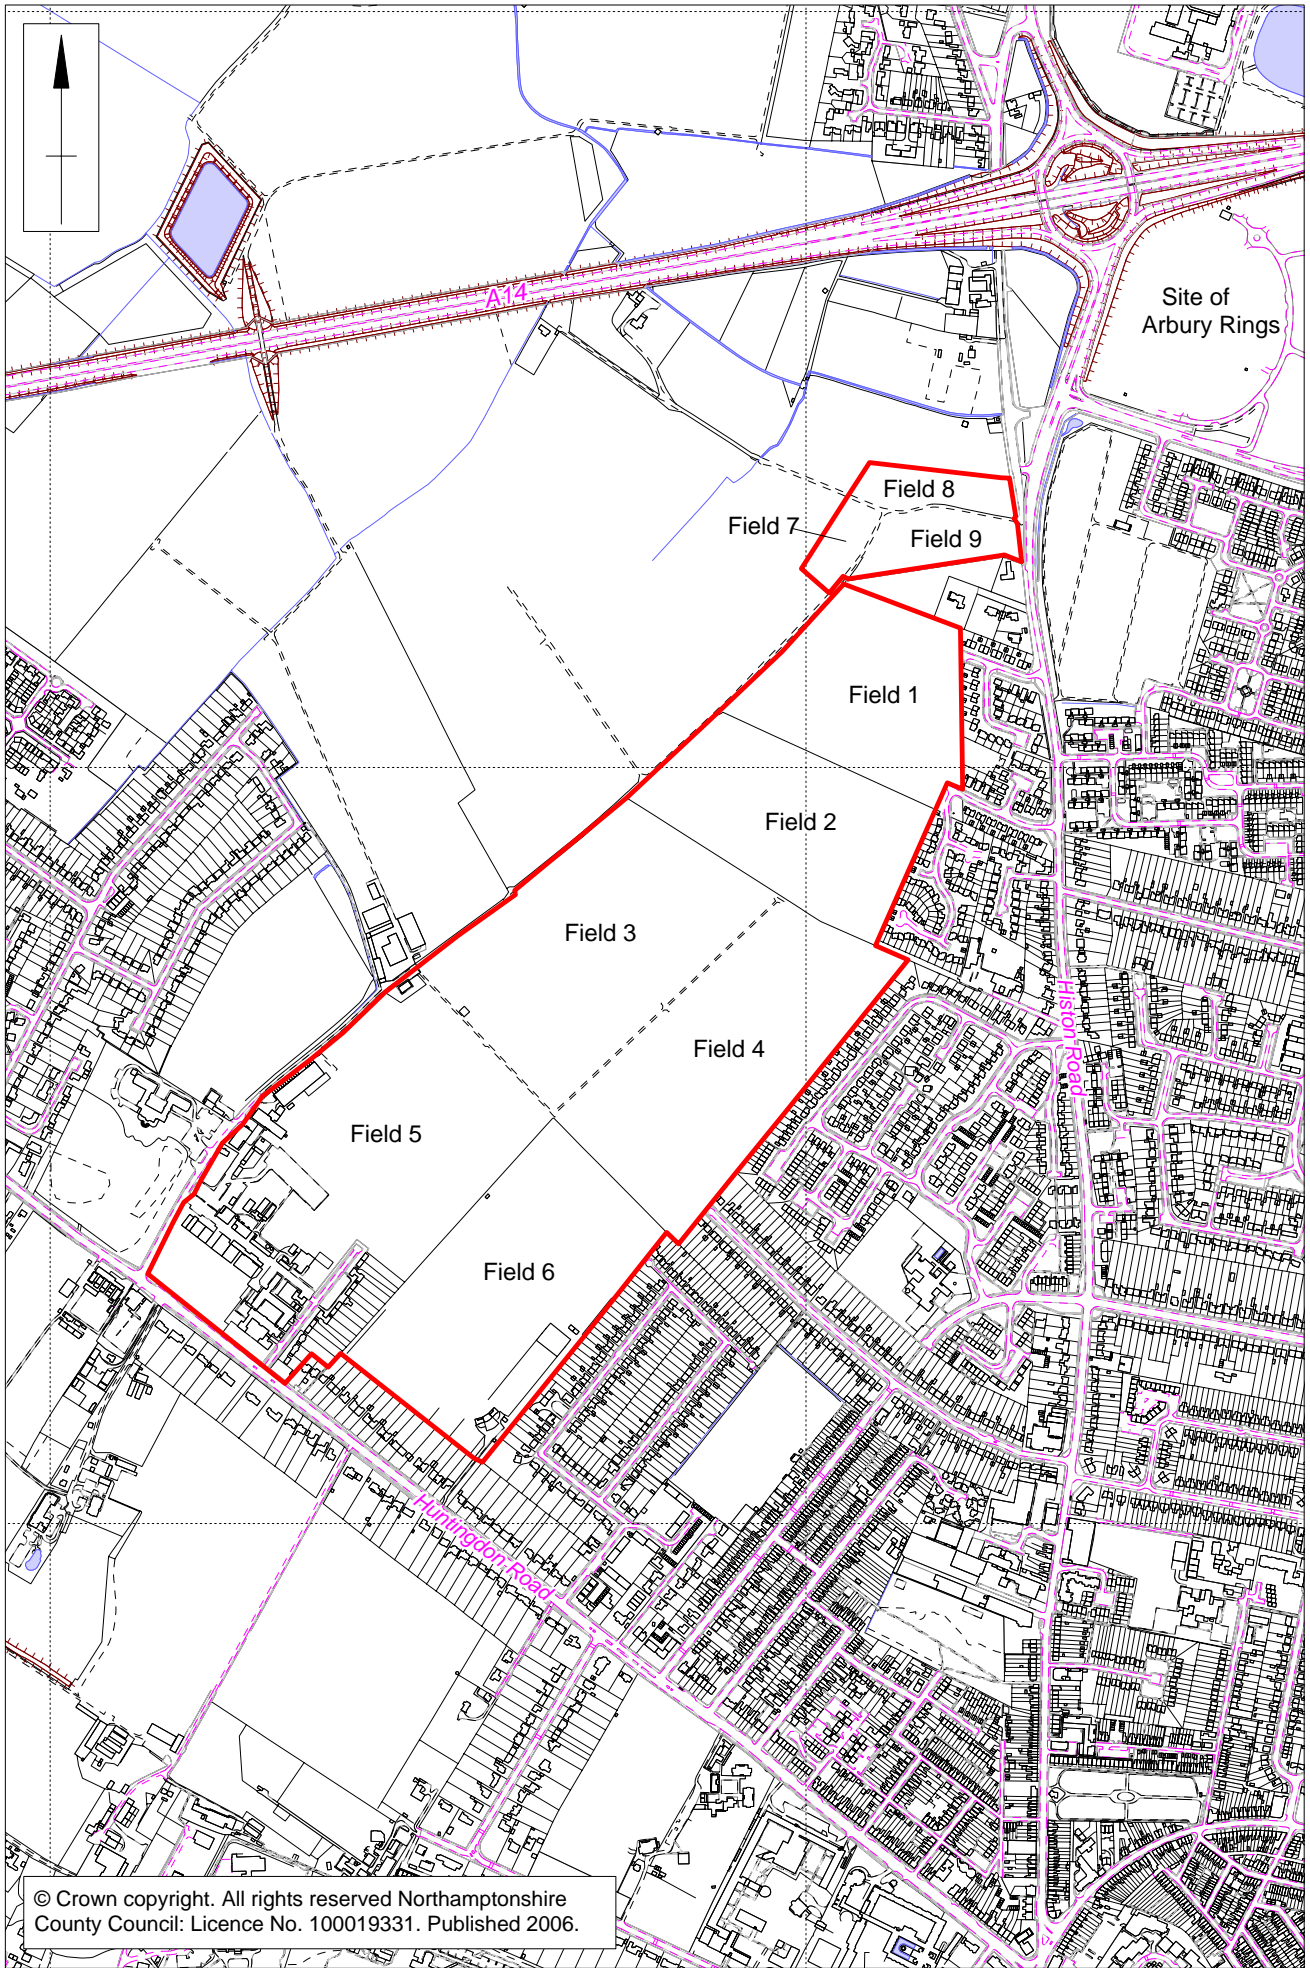 A14
Site of
Arbury Rings
Field 8
Field 7
Field 9
Field 1
Field 2
Field 3
Histon Road
Field 4
Field 5
Field 6
Huntingdon Road
© Crown copyright. All rights reserved Northamptonshire
County Council: Licence No. 100019331. Published 2006.